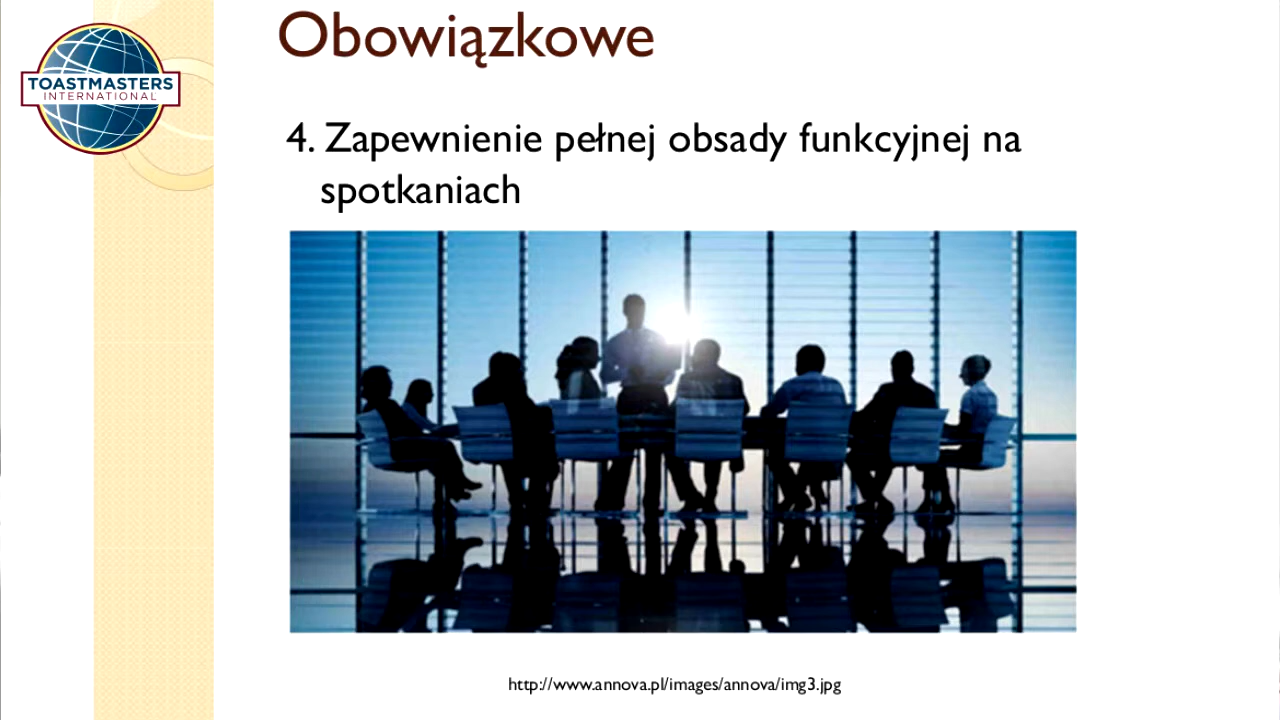 Obowiązkowe
TOASTMASTERS
INTERNATIONAL
4. Zapewnienie pełnej obsady funkcyjnej na
spotkaniach
http://www.annova.pl/images/annova/img3.jpg